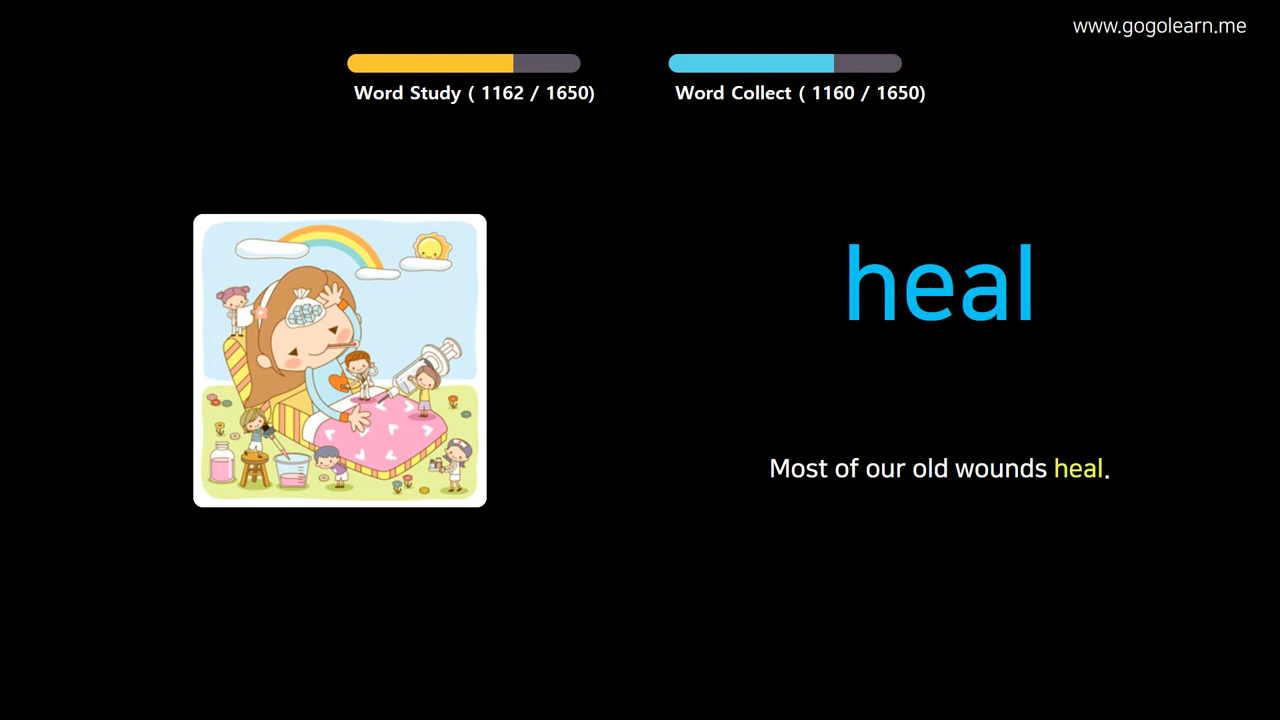 www.gogolearn.me
Word Study ( 1162 / 1650)
Word Collect ( 1160 / 1650)
heal
Most of our old wounds heal.